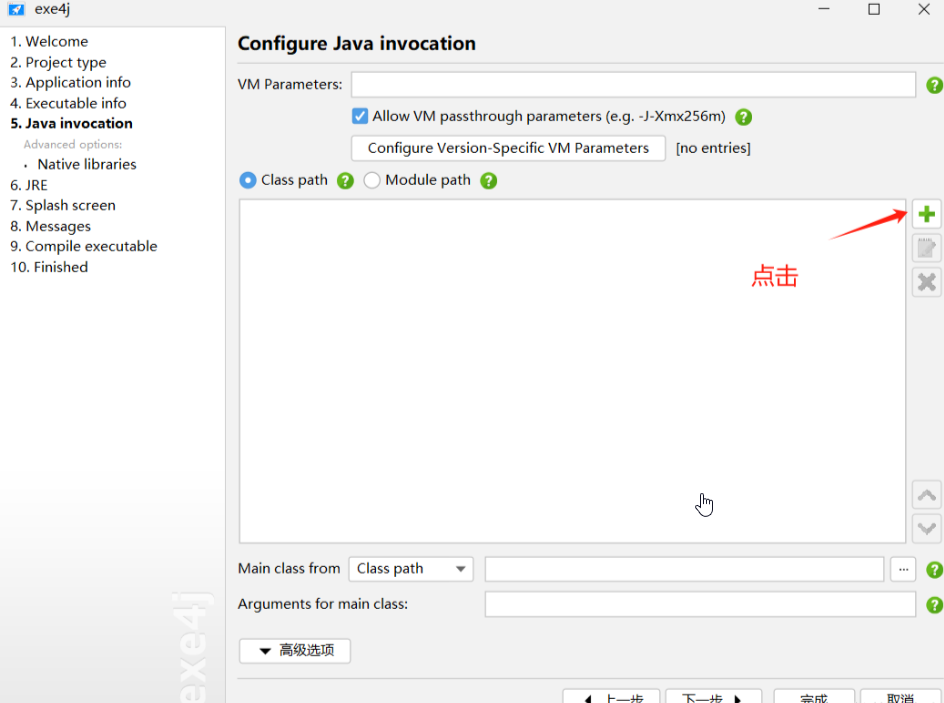 exe4j
1. Welcome
2. Project type
3. Application info
4. Executable info
5. Java invocation
Advanced options:
· Native libraries
6. JRE
7. Splash screen
8. Messages
9. Compile executable
10. Finished
exe4j
Configure Java invocation
VM Parameters:
Allow VM passthrough parameters (e.g. -J-Xmx256m)
Configure Version-Specific VM Parameters [no entries]
Class path Module path
点击
Main class from Class path ...
Arguments for main class:
高级选项
上一步 下一步 完成 取消